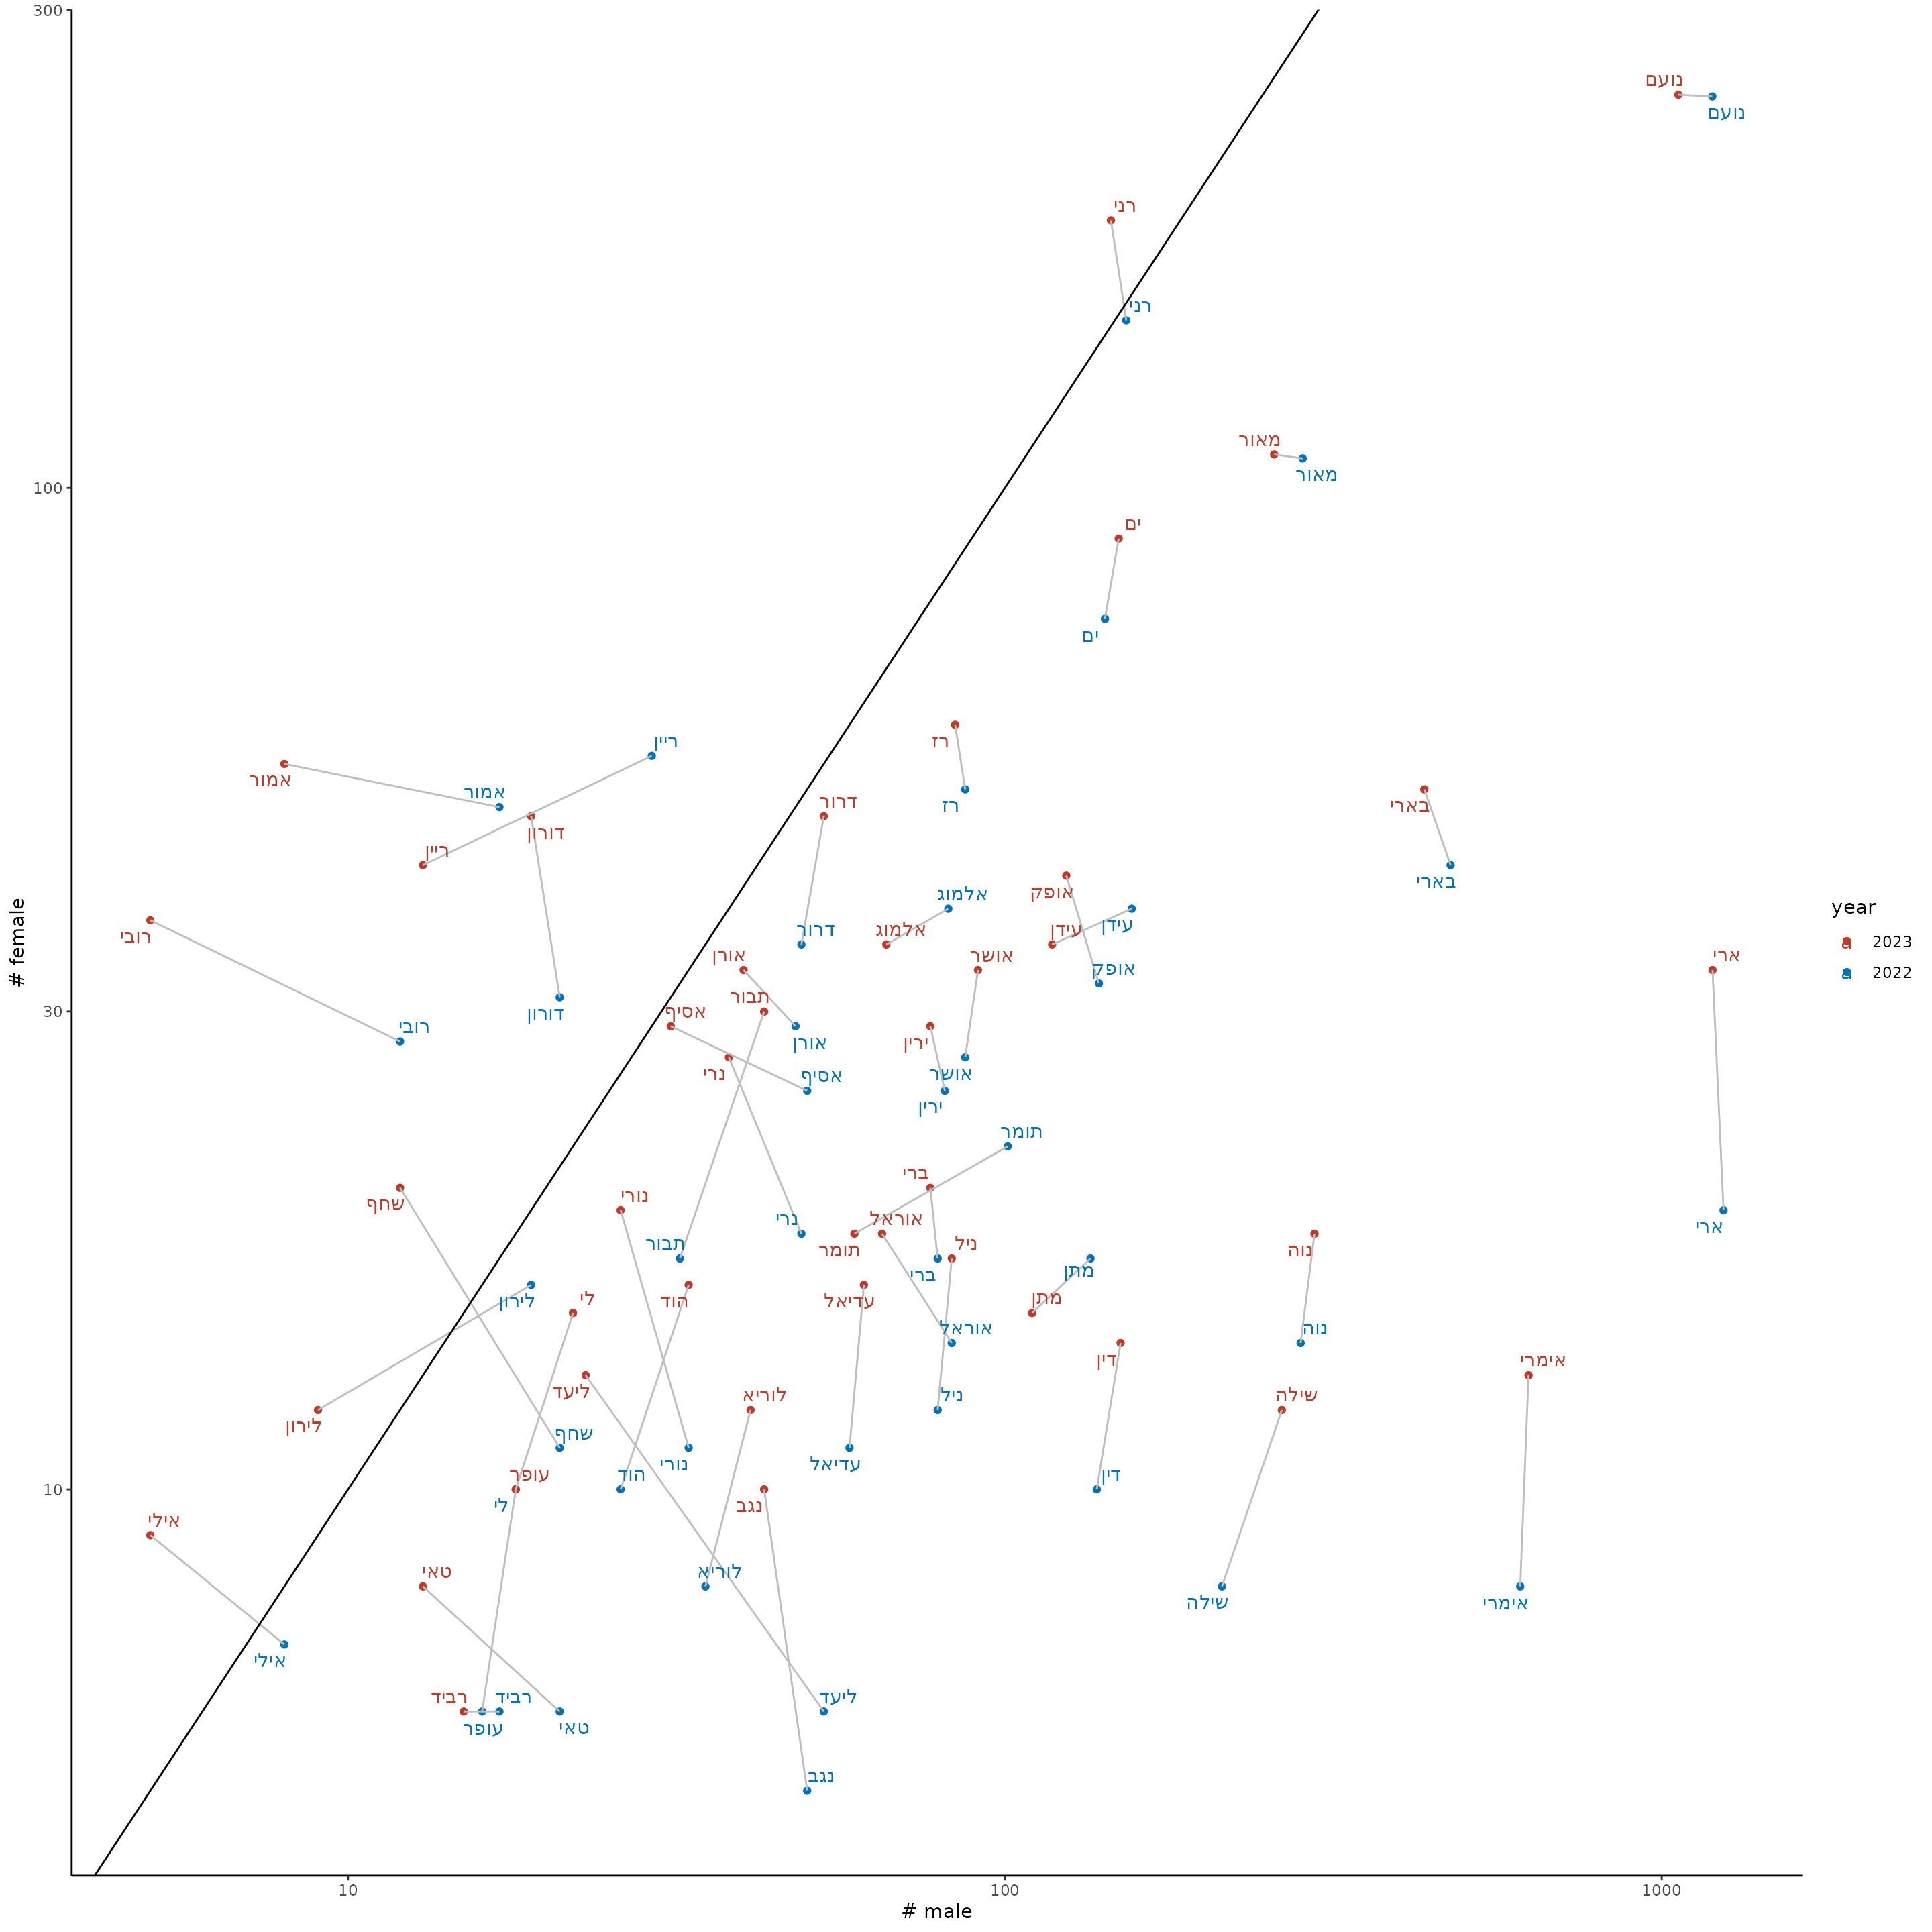 300
נועם
נועם
רני
רני
מאור
100
מאור
ים
ים
רז
ריין
אמור
אמור
דרור
רז
בארי
דורון
ריין
בארי
אופק
אלמוג
עידן
רובי
דרור
אלמוג
עידן
# female
year
2023
2022
אורן
אושר
ארי
אופק
תבור
דורון
30
אסיף
רובי
אורן
ירין
נרי
אסיף
אושר
ירין
תומר
ברי
שחף
נורי
אוראל
נרי
ארי
תבור
תומר
ניל
נוה
ברי
מתן
לירון
לי
הוד
עדיאל
מתן
אוראל
נוה
דין
אימרי
ליעד
לוריא
ניל
שילה
לירון
שחף
נורי
עדיאל
עופר
הוד
דין
10
לי
נגב
אילי
טאי
לוריא
שילה
אימרי
אילי
רביד
רביד
ליעד
עופר
טאי
נגב
10
100
1000
# male